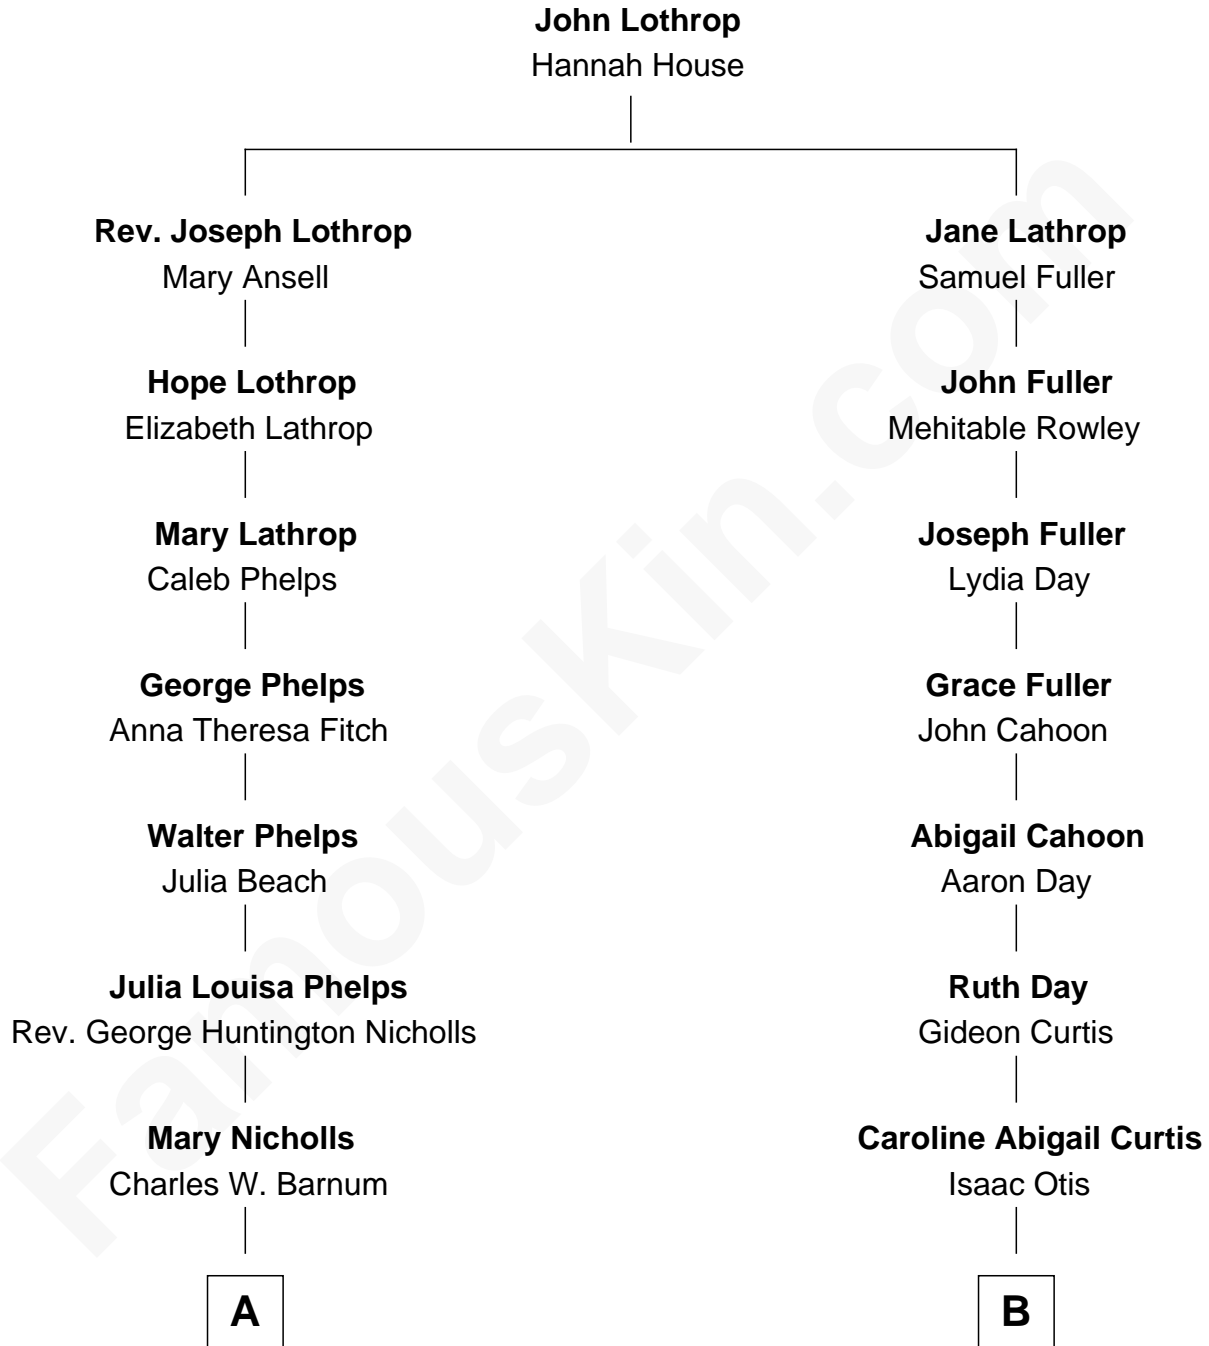 John Lothrop
Hannah House
Rev. Joseph Lothrop
Mary Ansell
Hope Lothrop
Elizabeth Lathrop
Mary Lathrop
Caleb Phelps
George Phelps
Anna Theresa Fitch
Walter Phelps
Julia Beach
Julia Louisa Phelps
Rev. George Huntington Nicholls
Mary Nicholls
Charles W. Barnum
A
Jane Lathrop
Samuel Fuller
John Fuller
Mehitable Rowley
Joseph Fuller
Lydia Day
Grace Fuller
John Cahoon
Abigail Cahoon
Aaron Day
Ruth Day
Gideon Curtis
Caroline Abigail Curtis
Isaac Otis
B
FamousKin.com